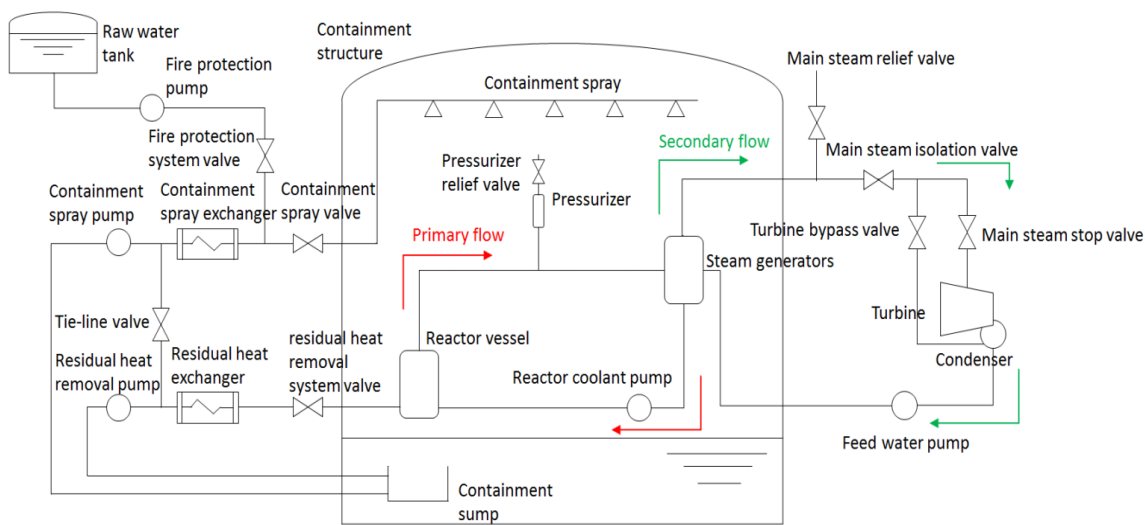 Raw water
tank
Containment
structure
Fire protection
pump
Containment spray
Main steam relief valve
Fire protection
system valve
Secondary flow
Main steam isolation valve
Pressurizer
relief valve
Pressurizer
Containment
spray pump
Containment
spray exchanger
Containment
spray valve
Primary flow
Turbine bypass valve
Main steam stop valve
Steam generators
Tie-line valve
Turbine
Reactor vessel
residual heat
removal
system valve
Residual heat
removal pump
Residual heat
exchanger
Condenser
Reactor coolant pump
Feed water pump
Containment
sump